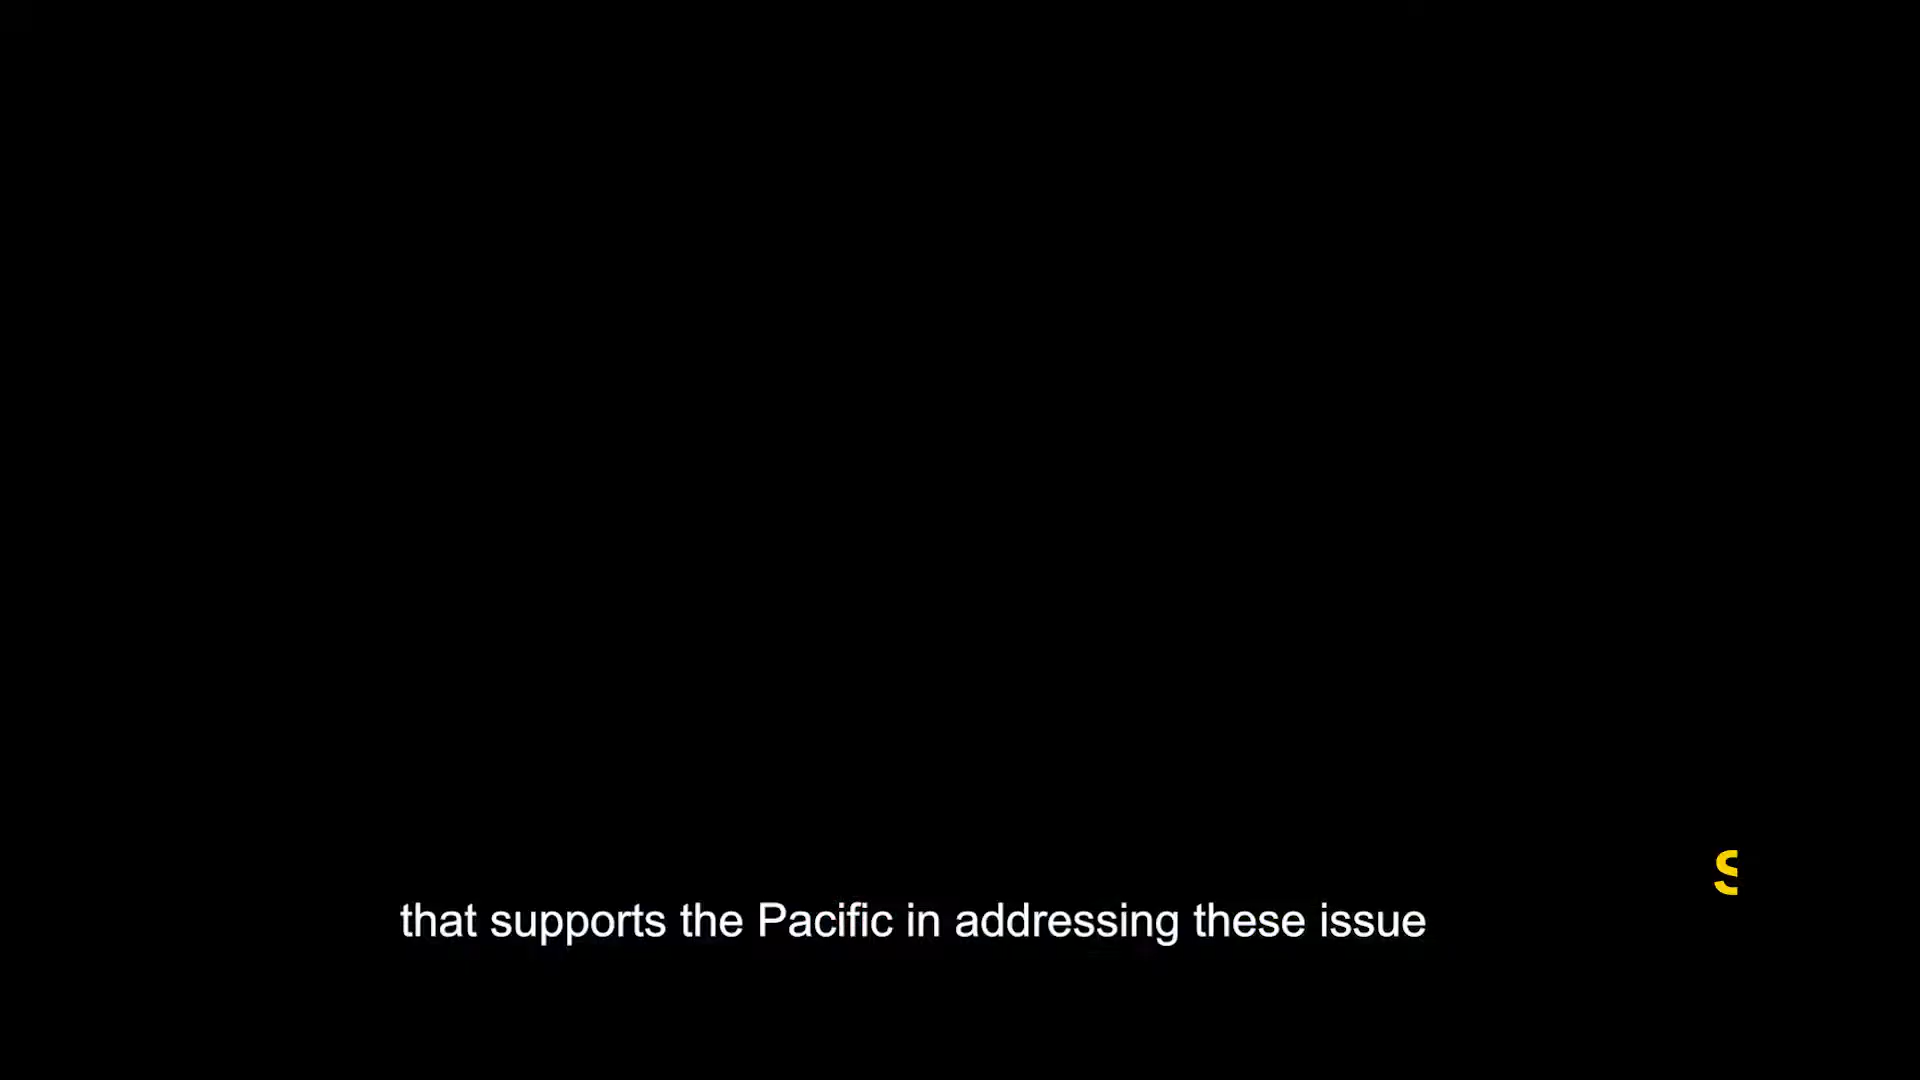 S
that supports the Pacific in addressing these issue